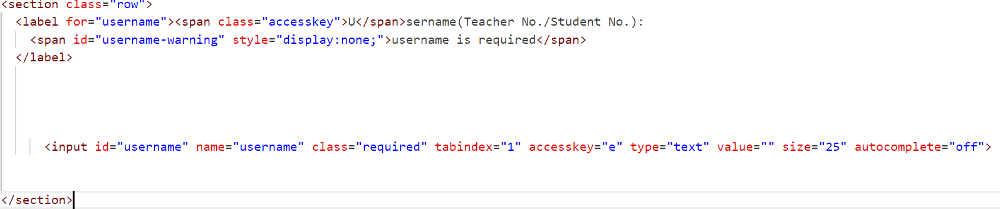 <section class="row">
<label for="username"><span class="accesskey">U</span>sername(Teacher No./Student No.):
<span id="username-warning" style="display:none;">username is required</span>
</label>
<input id="username" name="username" class="required" tabindex="1" accesskey="e" type="text" value="" size="25" autocomplete="off">
</section>